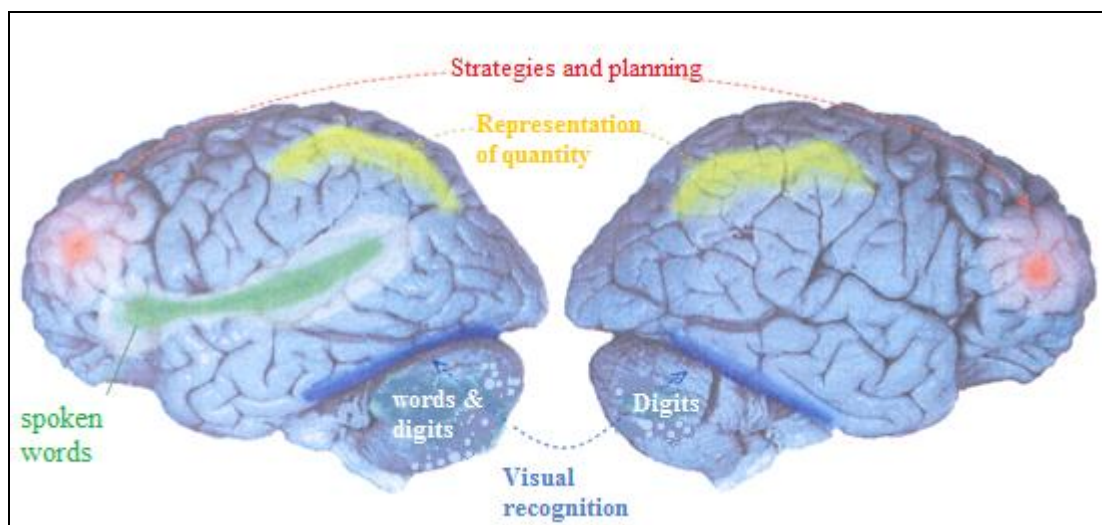 Strategies and planning
Representation
of quantity
spoken
words
words &
digits
Digits
Visual
recognition